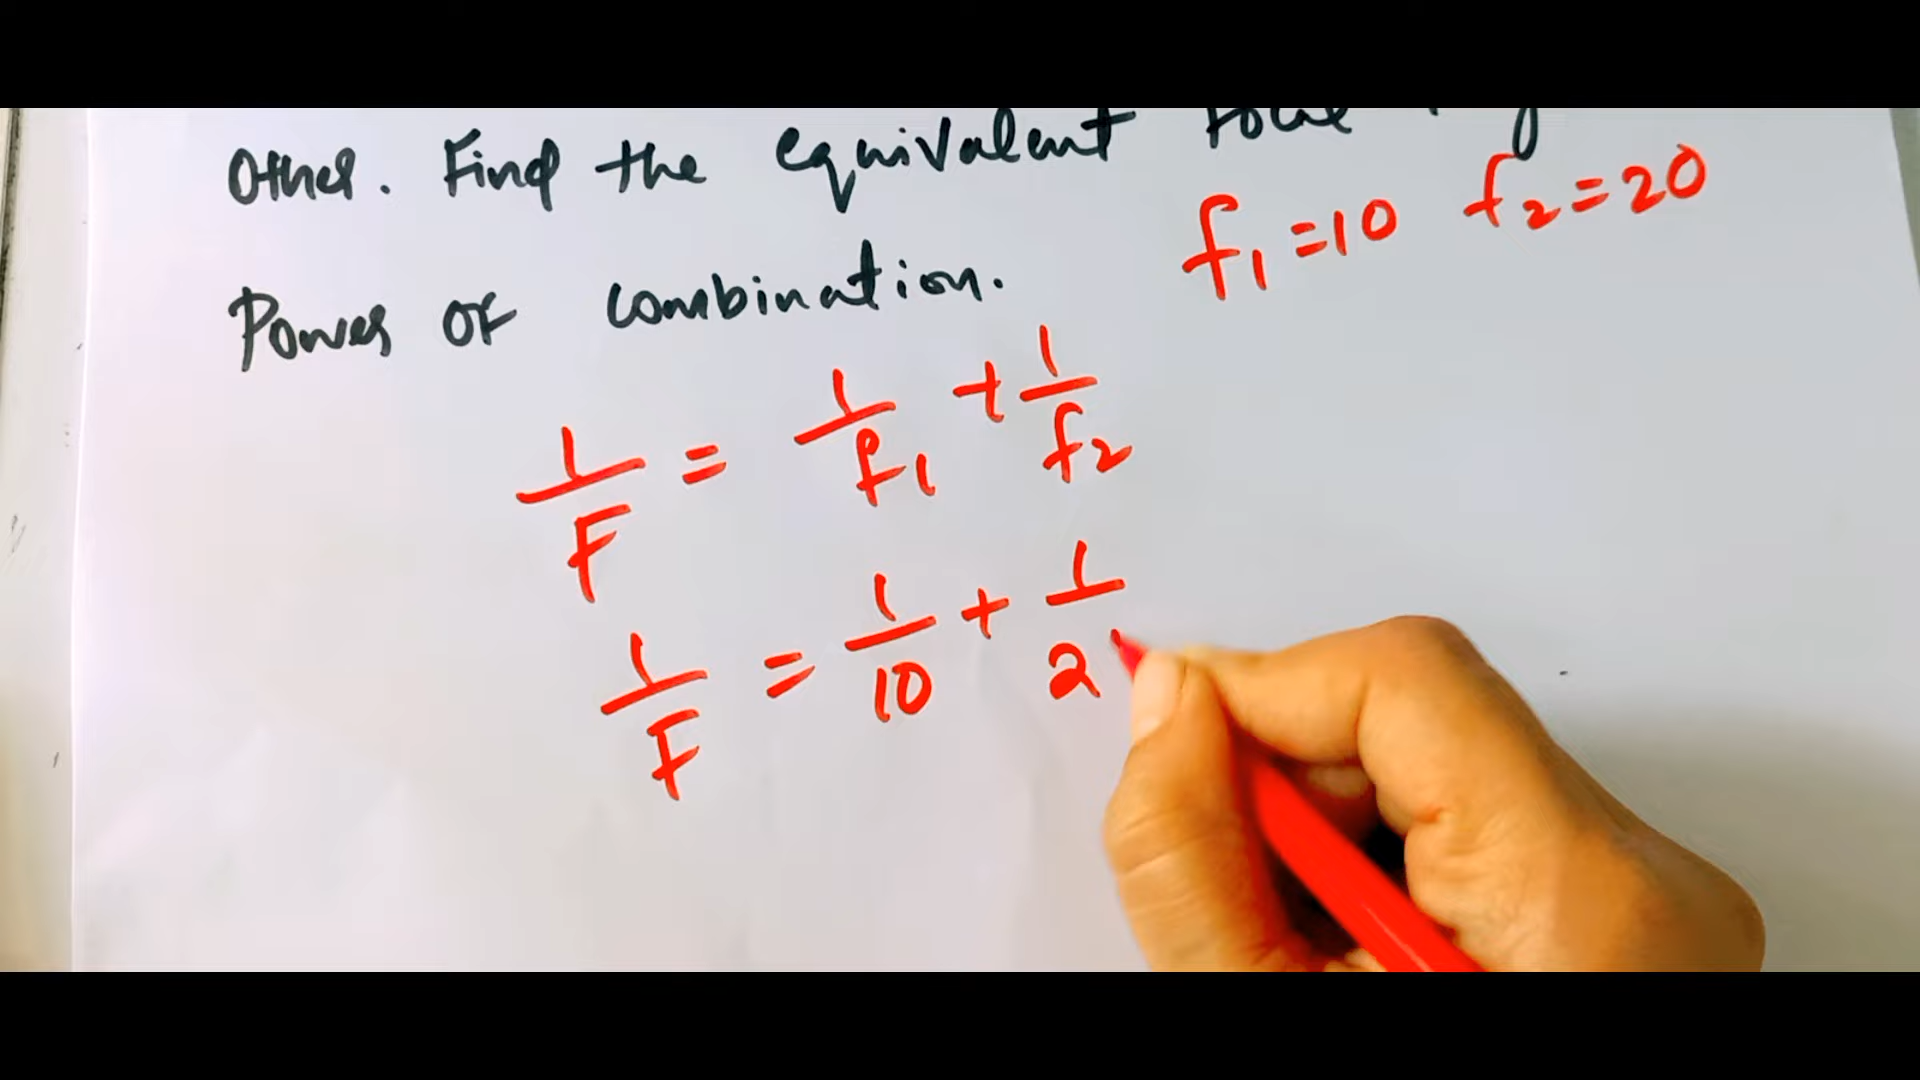 Other. Find the equivalent focal
f₁ = 10 f₂ = 20
Power of combination.
1/F = 1/f₁ + 1/f₂
1/F = 1/10 + 1/2